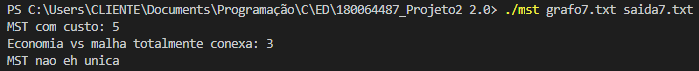 PS C:\Users\CLIENTE\Documents\Programação\C\ED\180064487_Projeto2 2.0> ./mst grafo7.txt saida7.txt
MST com custo: 5
Economia vs malha totalmente conexa: 3
MST nao eh unica